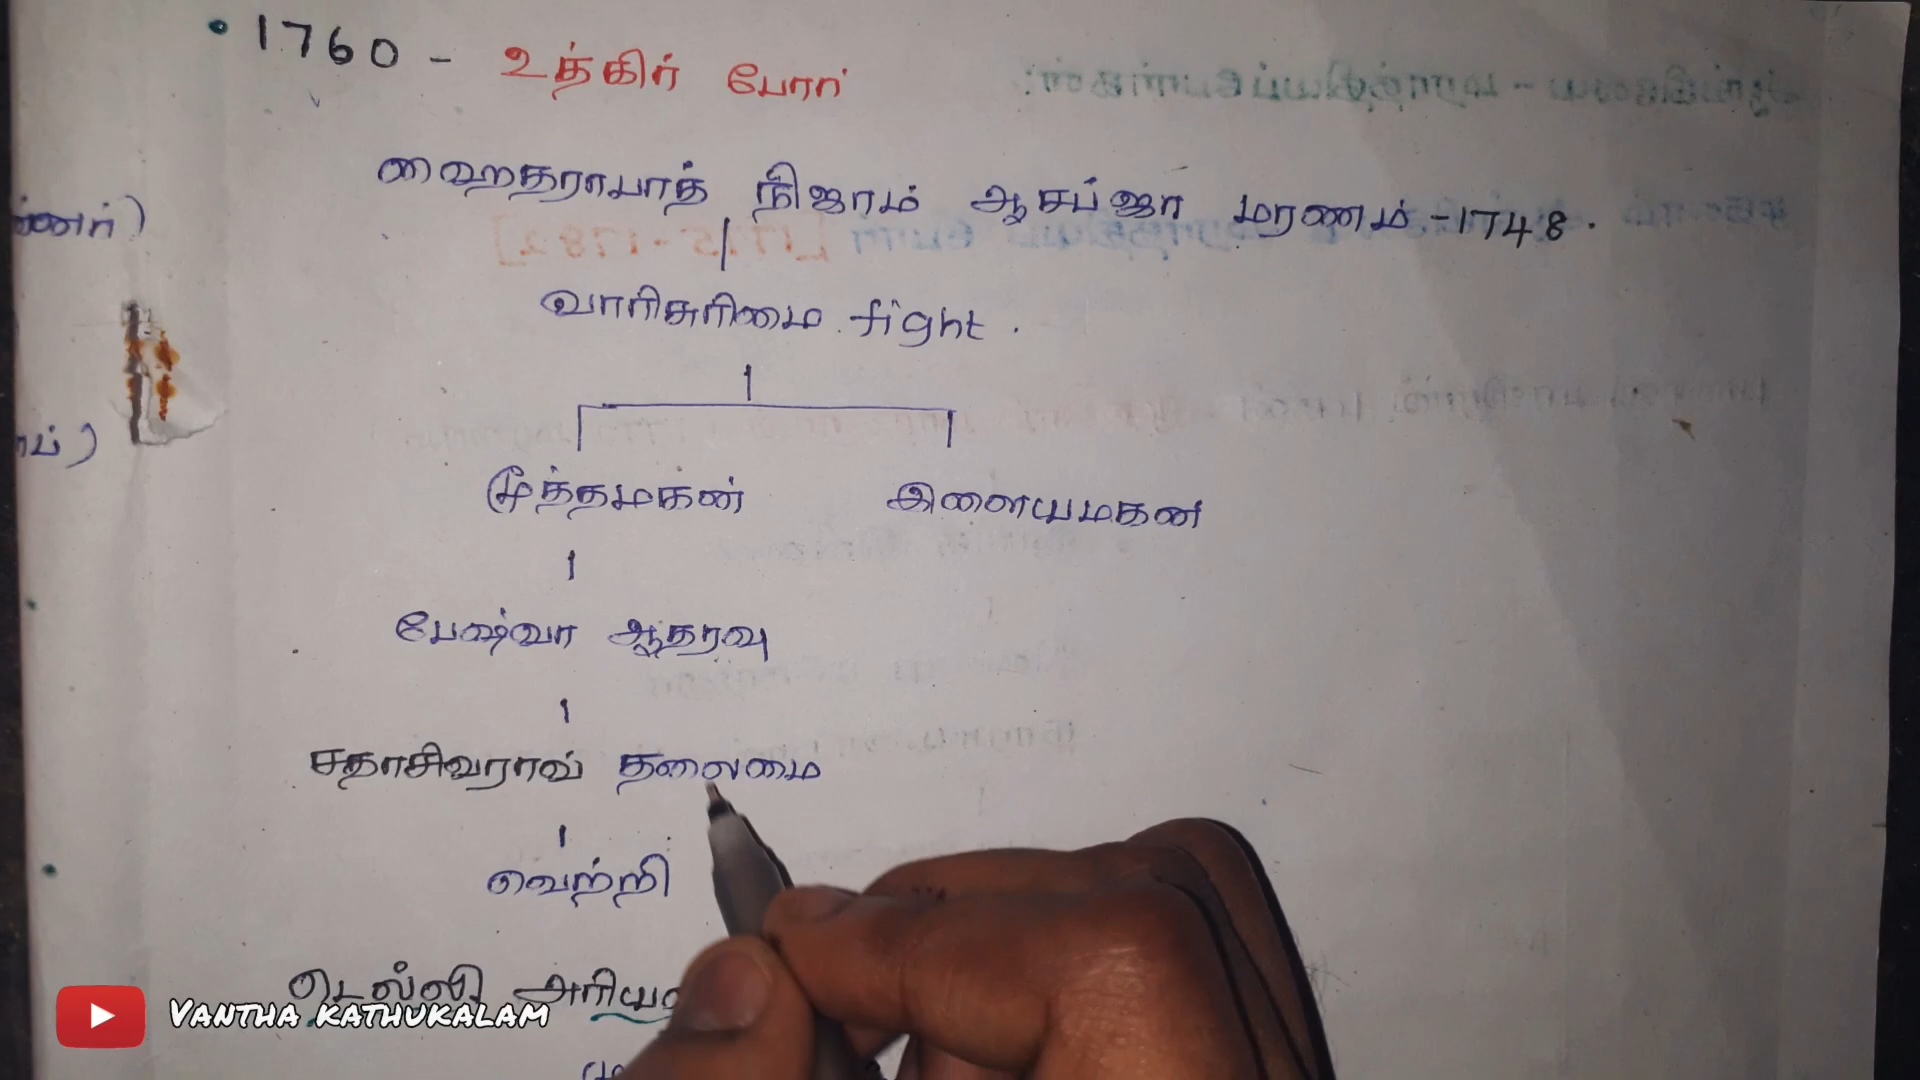 • 1760 - உத்கிர் போர்
ஹைதராபாத் நிஜாம் ஆசப்ஜா மரணம் - 1748.
வாரிசுரிமை fight.
மூத்தமகன் இளையமகன்
பேஷ்வா ஆதரவு
சதாசிவராவ் தலைமை
வெற்றி
டெல்லி
VANTHA KATHUKALAM